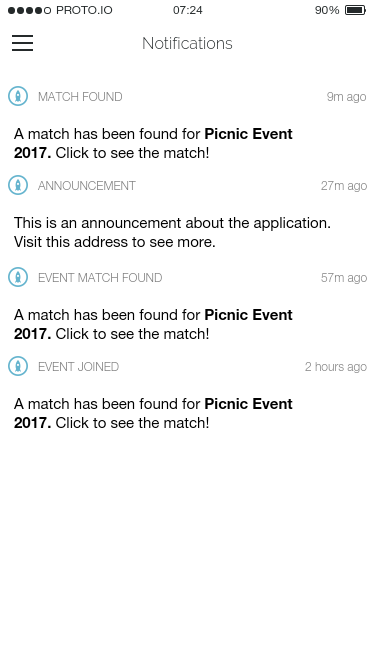 PROTO.IO 07:24 90%
Notifications
MATCH FOUND 9m ago
A match has been found for Picnic Event
2017. Click to see the match!
ANNOUNCEMENT 27m ago
This is an announcement about the application.
Visit this address to see more.
EVENT MATCH FOUND 57m ago
A match has been found for Picnic Event
2017. Click to see the match!
EVENT JOINED 2 hours ago
A match has been found for Picnic Event
2017. Click to see the match!